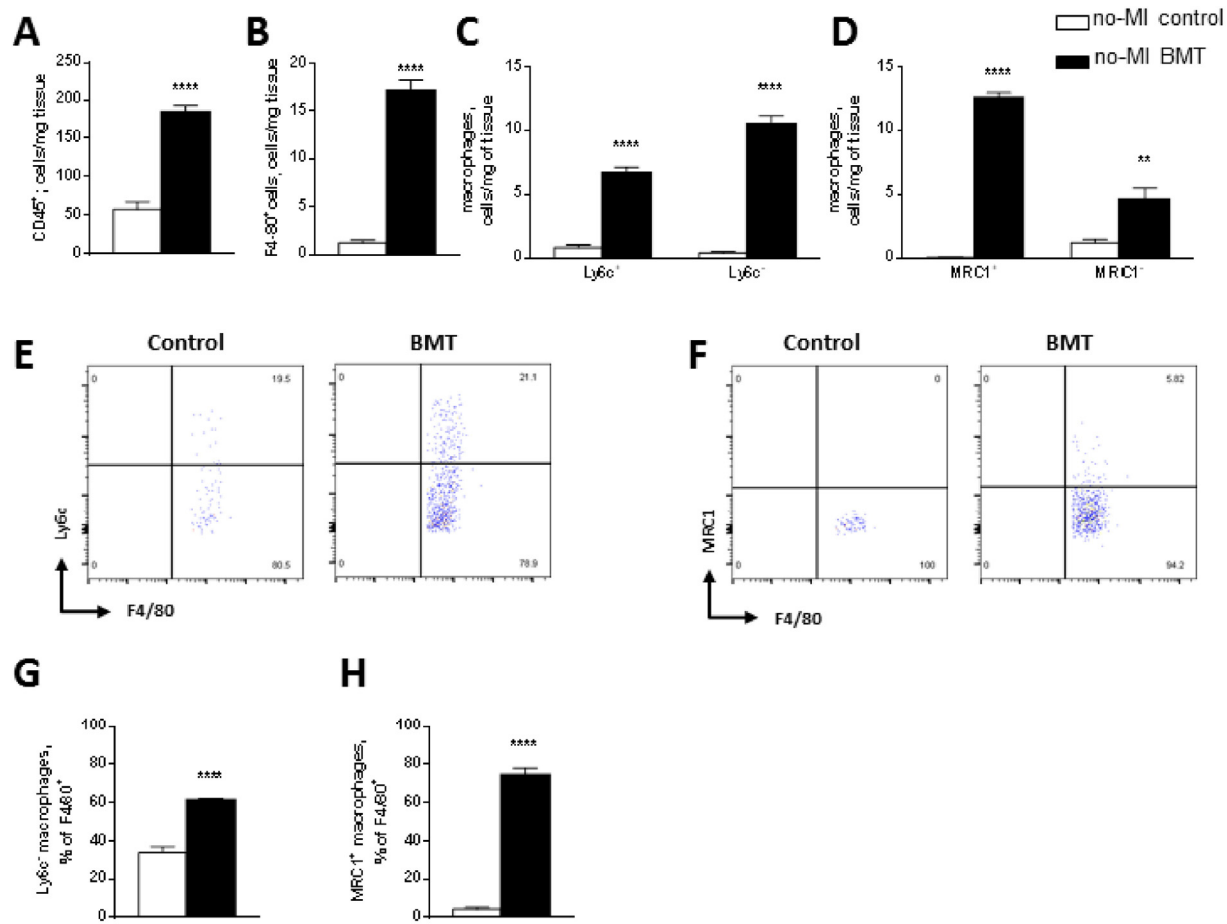 no-MI control
no-MI BMT
A
CD45⁺; cells/mg tissue
250
200
150
100
50
0
****
B
F4-80⁺ cells, cells/mg tissue
20
15
10
5
0
****
C
macrophages,
cells/mg of tissue
15
10
5
0
****
****
Ly6c⁺
Ly6c⁻
D
macrophages,
cells/mg of tissue
15
10
5
0
****
**
MRC1⁺
MRC1⁻
E
Control
0
19.5
0
80.5
BMT
0
21.1
0
78.9
Ly6c
F4/80
F
Control
0
0
0
100
BMT
0
5.82
0
94.2
MRC1
F4/80
G
Ly6c⁻ macrophages,
% of F4/80⁺
100
80
60
40
20
0
****
H
MRC1⁺ macrophages,
% of F4/80⁺
100
80
60
40
20
0
****